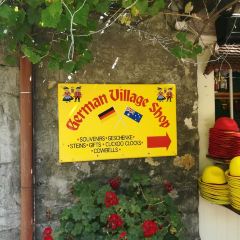 German Village Shop
SOUVENIRS • GESCHENKE
• STEINS • GIFTS • CUCKOO CLOCKS •
• COWBELLS •